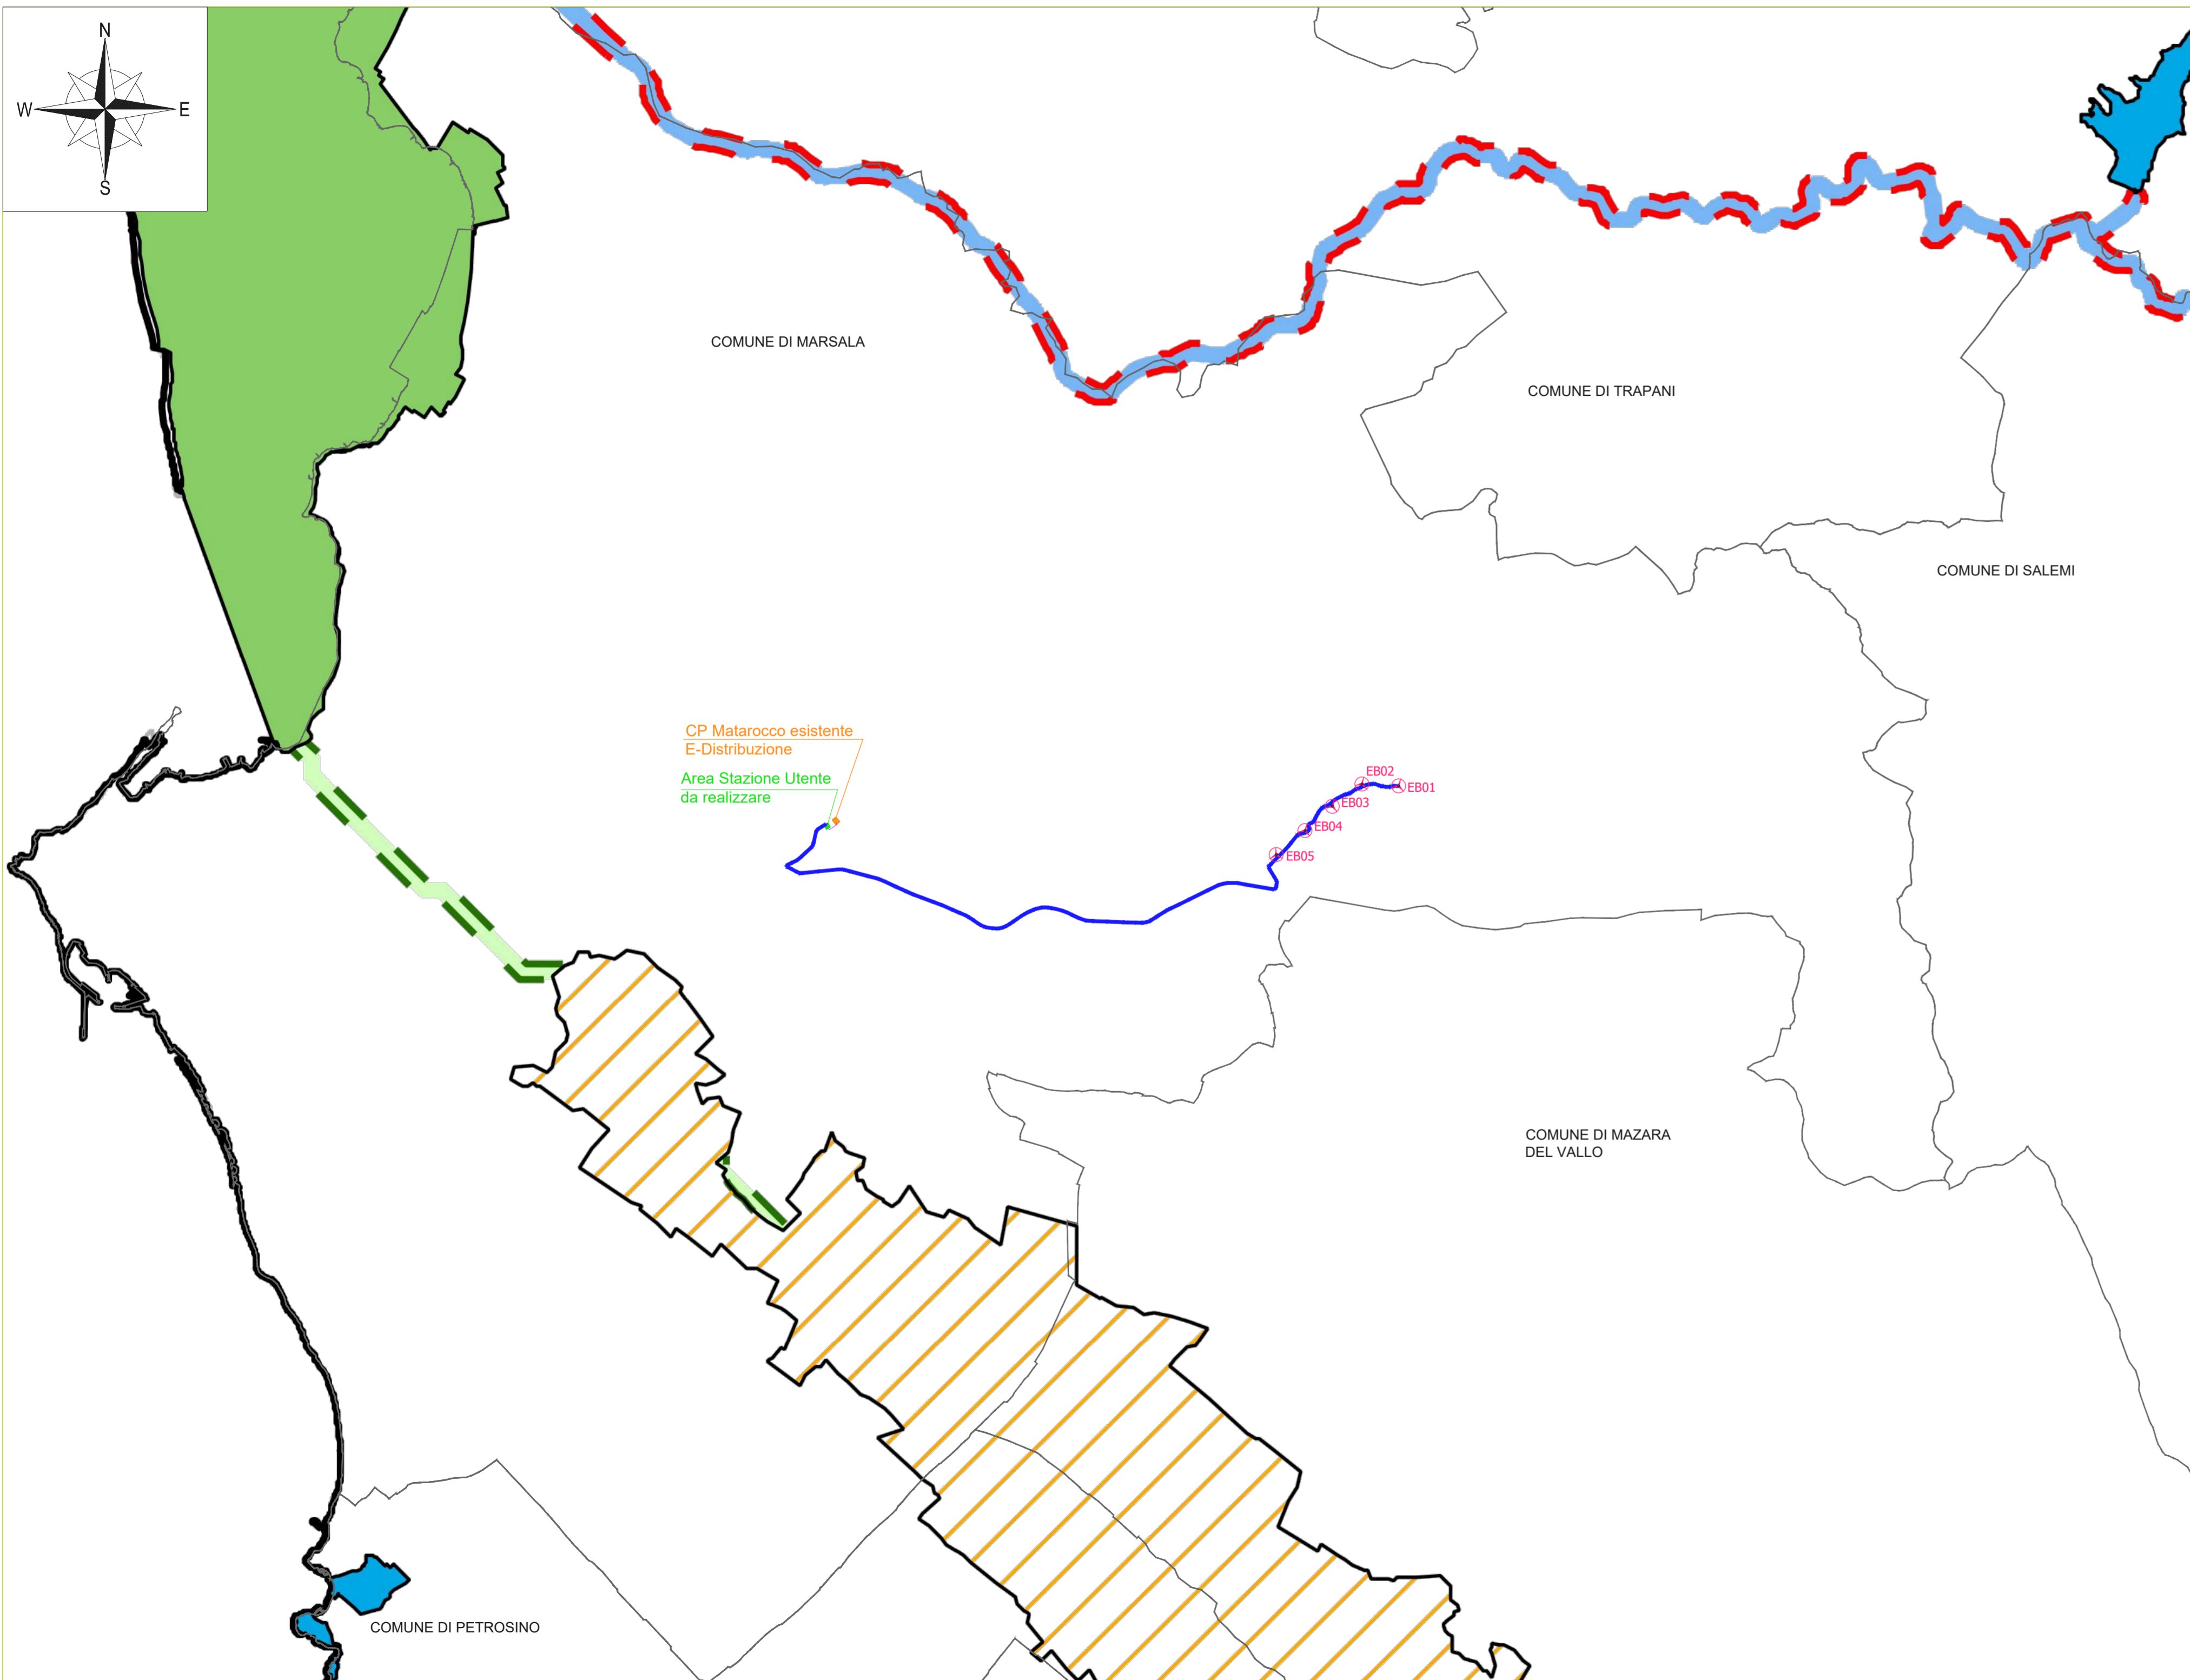 N
W
E
S
COMUNE DI MARSALA
COMUNE DI TRAPANI
COMUNE DI SALEMI
CP Matarocco esistente
E-Distribuzione
Area Stazione Utente
da realizzare
EB02
EB01
EB03
EB04
EB05
COMUNE DI MAZARA
DEL VALLO
COMUNE DI PETROSINO